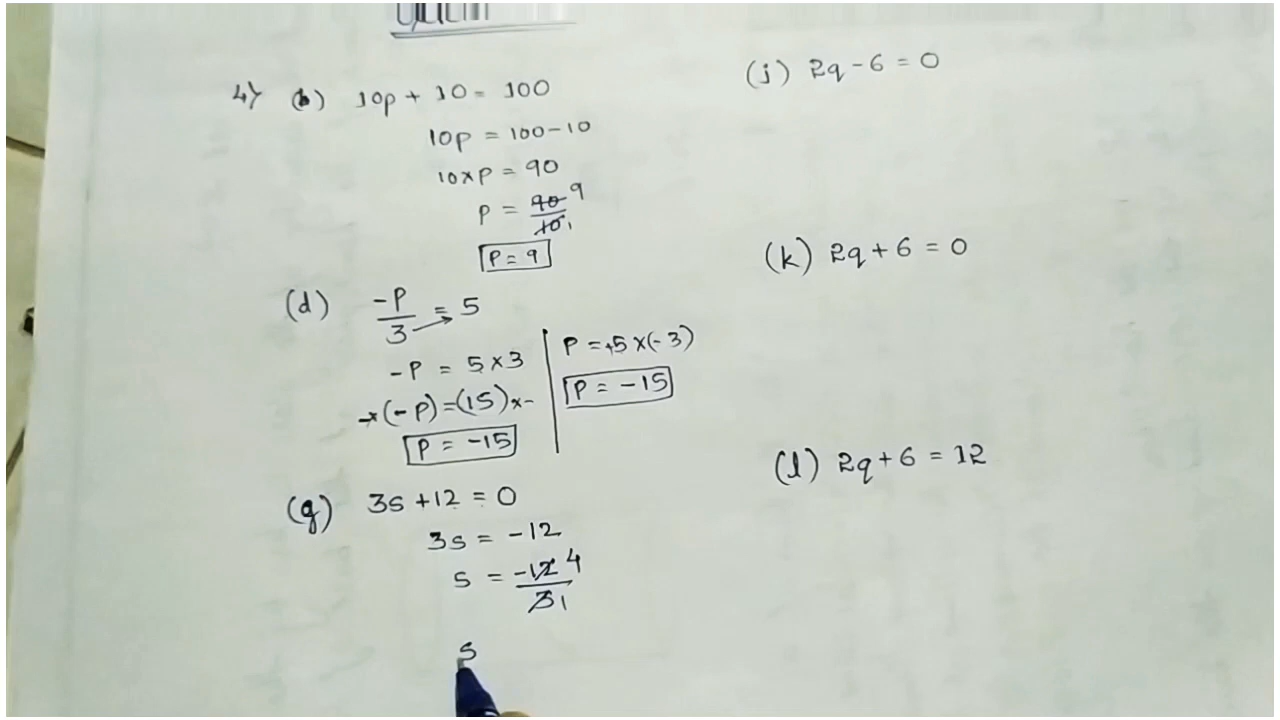 4) (b) 10p + 10 = 100
10p = 100-10
10×p = 90
p = 90/10 9 1
p = 9
(d) -p/3 = 5
-p = 5×3
-×(-p)=(15)×-
p = -15
p = +5×(-3)
p = -15
(g) 3s + 12 = 0
3s = -12
s = -12/3 4 1
s
(j) 2q - 6 = 0
(k) 2q + 6 = 0
(l) 2q + 6 = 12